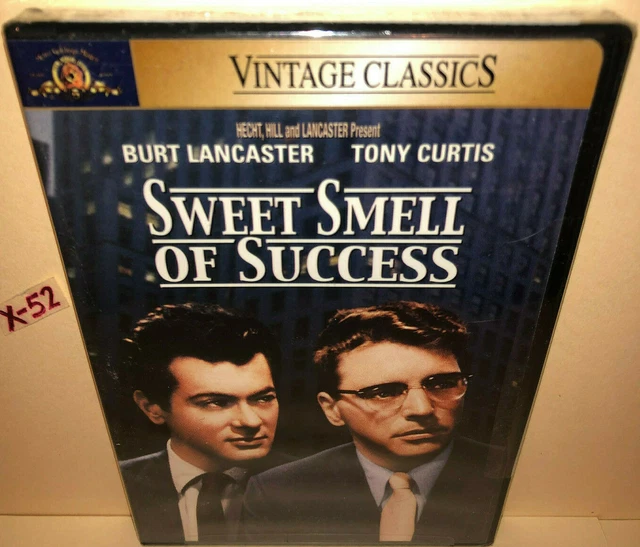 VINTAGE CLASSICS
HECHT, HILL and LANCASTER Present
BURT LANCASTER TONY CURTIS
SWEET SMELL
OF SUCCESS
X-52